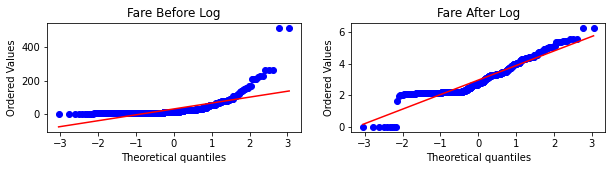 Fare Before Log
Ordered Values
400
200
0
−3 −2 −1 0 1 2 3
Theoretical quantiles
Fare After Log
Ordered Values
6
4
2
0
−3 −2 −1 0 1 2 3
Theoretical quantiles